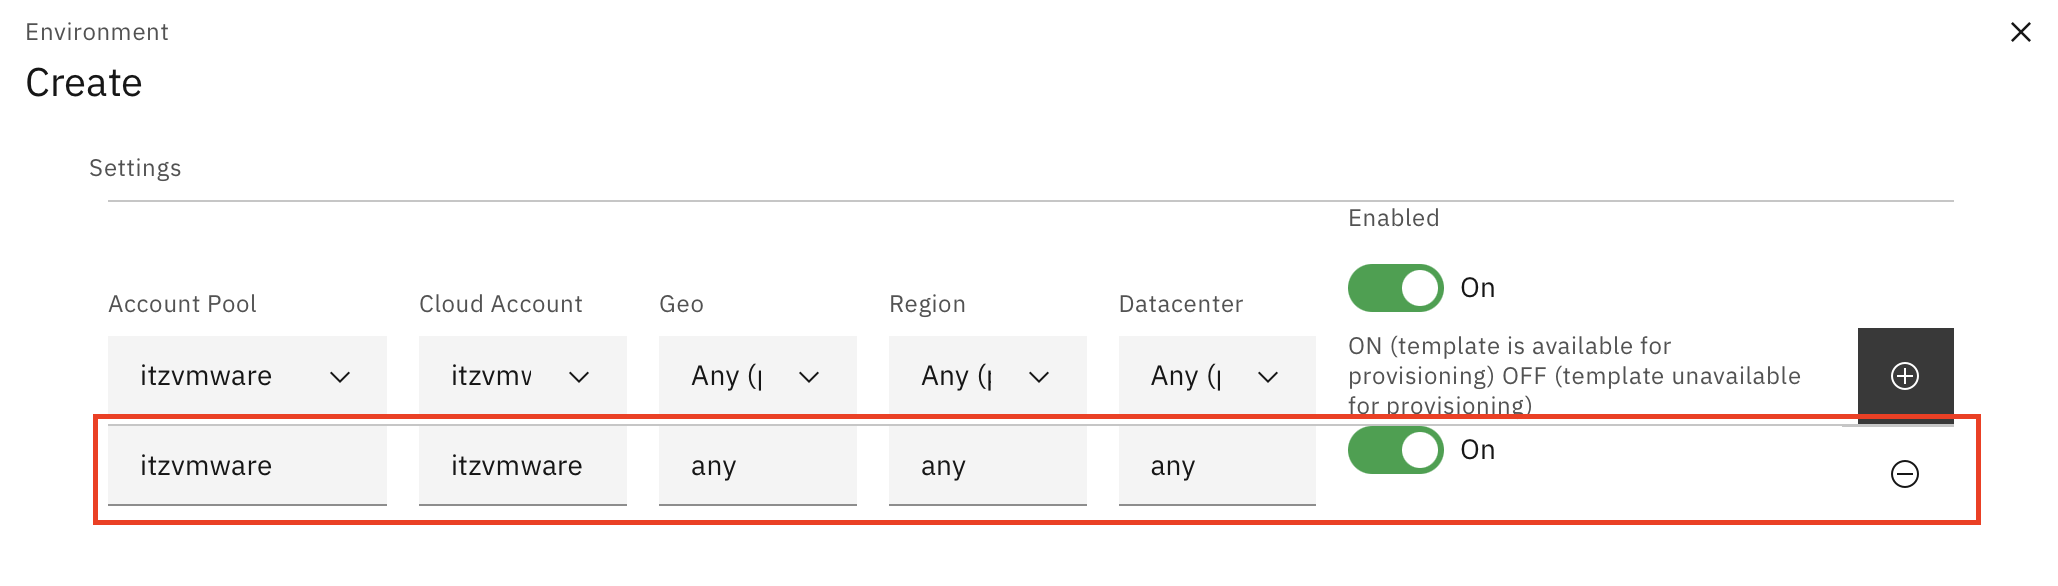 Environment
Create
Settings
Enabled
On
Account Pool
Cloud Account
Geo
Region
Datacenter
ON (template is available for
provisioning) OFF (template unavailable
for provisioning)
itzvmware
itzvmw
Any (
Any (
Any (
itzvmware
itzvmware
any
any
any
On